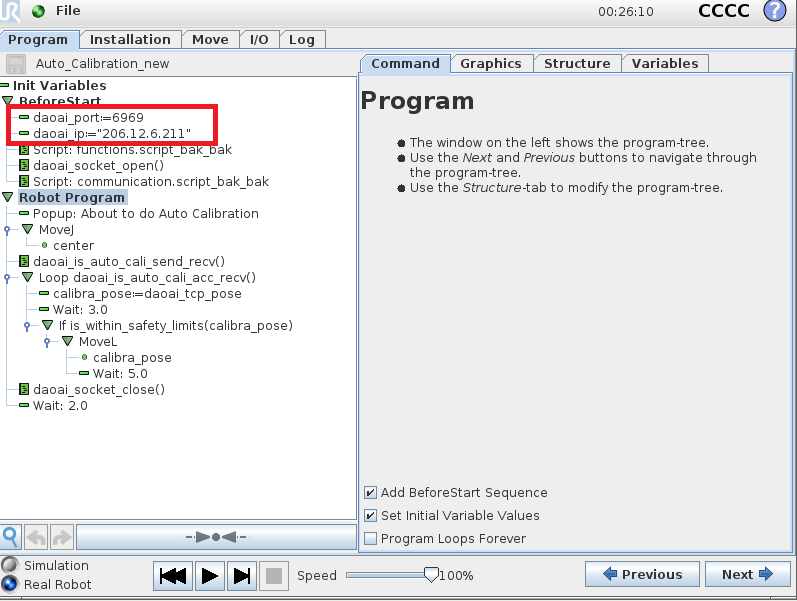 File
00:26:10
CCCC
?
Program
Installation
Move
I/O
Log
Auto_Calibration_new
Command
Graphics
Structure
Variables
Init Variables
BeforeStart
daoai_port:=6969
daoai_ip:="206.12.6.211"
Script: functions.script_bak_bak
daoai_socket_open()
Script: communication.script_bak_bak
Robot Program
Popup: About to do Auto Calibration
MoveJ
center
daoai_is_auto_cali_send_recv()
Loop daoai_is_auto_cali_acc_recv()
calibra_pose:=daoai_tcp_pose
Wait: 3.0
If is_within_safety_limits(calibra_pose)
MoveL
calibra_pose
Wait: 5.0
daoai_socket_close()
Wait: 2.0
Program
The window on the left shows the program-tree.
Use the Next and Previous buttons to navigate through
the program-tree.
Use the Structure-tab to modify the program-tree.
Add BeforeStart Sequence
Set Initial Variable Values
Program Loops Forever
Simulation
Real Robot
Speed
100%
Previous
Next